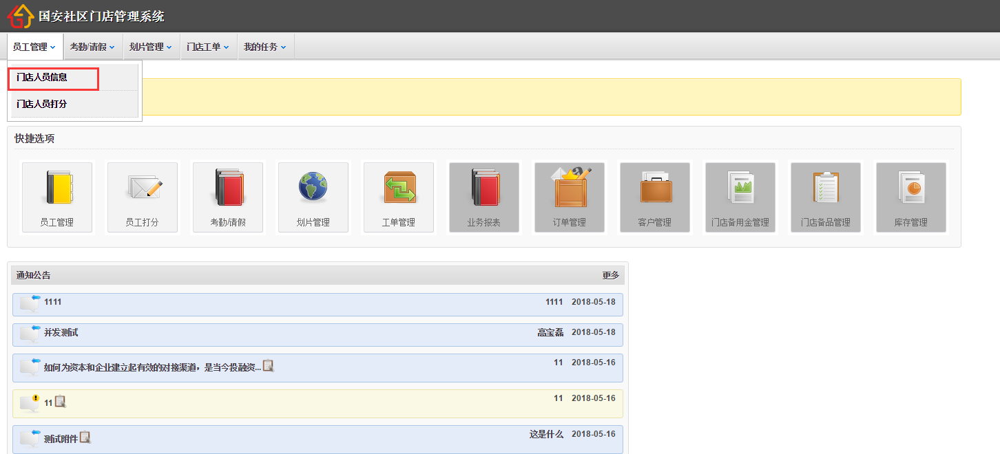 国安社区门店管理系统
员工管理 考勤/请假 划片管理 门店工单 我的任务
门店人员信息
门店人员打分
快捷选项
员工管理 员工打分 考勤/请假 划片管理 工单管理 业务报表 订单管理 客户管理 门店备用金管理 门店备品管理 库存管理
通知公告 更多
1111 1111 2018-05-18
并发测试 高宝磊 2018-05-18
如何为资本和企业建立起有效的对接渠道，是当今投融资... 11 2018-05-16
11 11 2018-05-16
测试附件 这是什么 2018-05-16